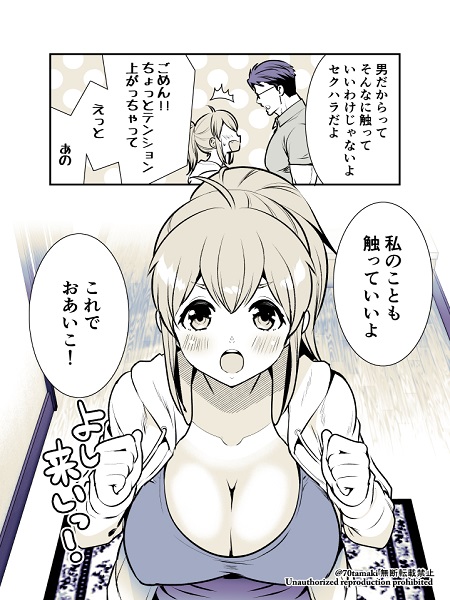 男だからって
そんなに触って
いいわけじゃないよ
セクハラだよ
ごめん!!
ちょっとテンション
上がっちゃって
えっと
あの
私のことも
触っていいよ
これで
おあいこ！
よし
来いっ！
@70tamaki 無断転載禁止
Unauthorized reproduction prohibited